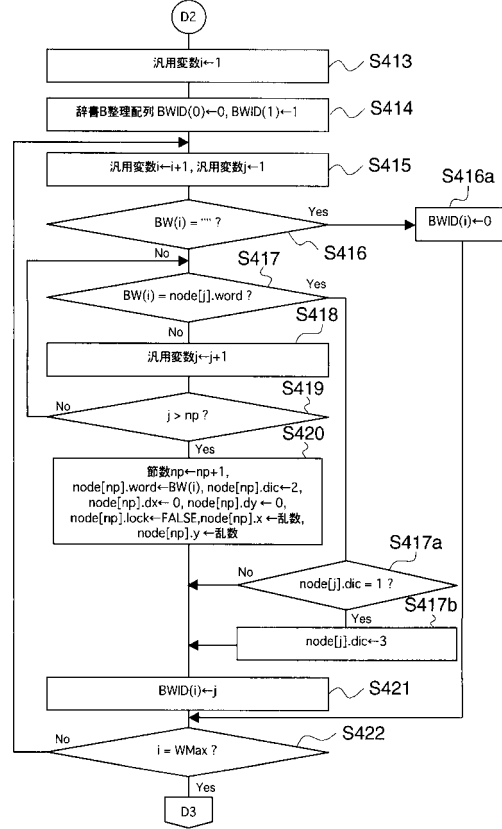 D2
汎用変数i←1
S413
辞書B整理配列 BWID(0)←0, BWID(1)←1
S414
汎用変数i←i+1, 汎用変数j←1
S415
S416a
BW(i) = "" ?
Yes
BWID(i)←0
S416
No
S417
BW(i) = node[j].word ?
Yes
No
S418
汎用変数j←j+1
S419
No
j > np ?
Yes
S420
節数np←np+1,
node[np].word←BW(i), node[np].dic←2,
node[np].dx← 0, node[np].dy ← 0,
node[np].lock←FALSE,node[np].x ←乱数,
node[np].y ←乱数
S417a
No
node[j].dic = 1 ?
Yes
S417b
node[j].dic←3
BWID(i)←j
S421
S422
No
i = WMax ?
Yes
D3